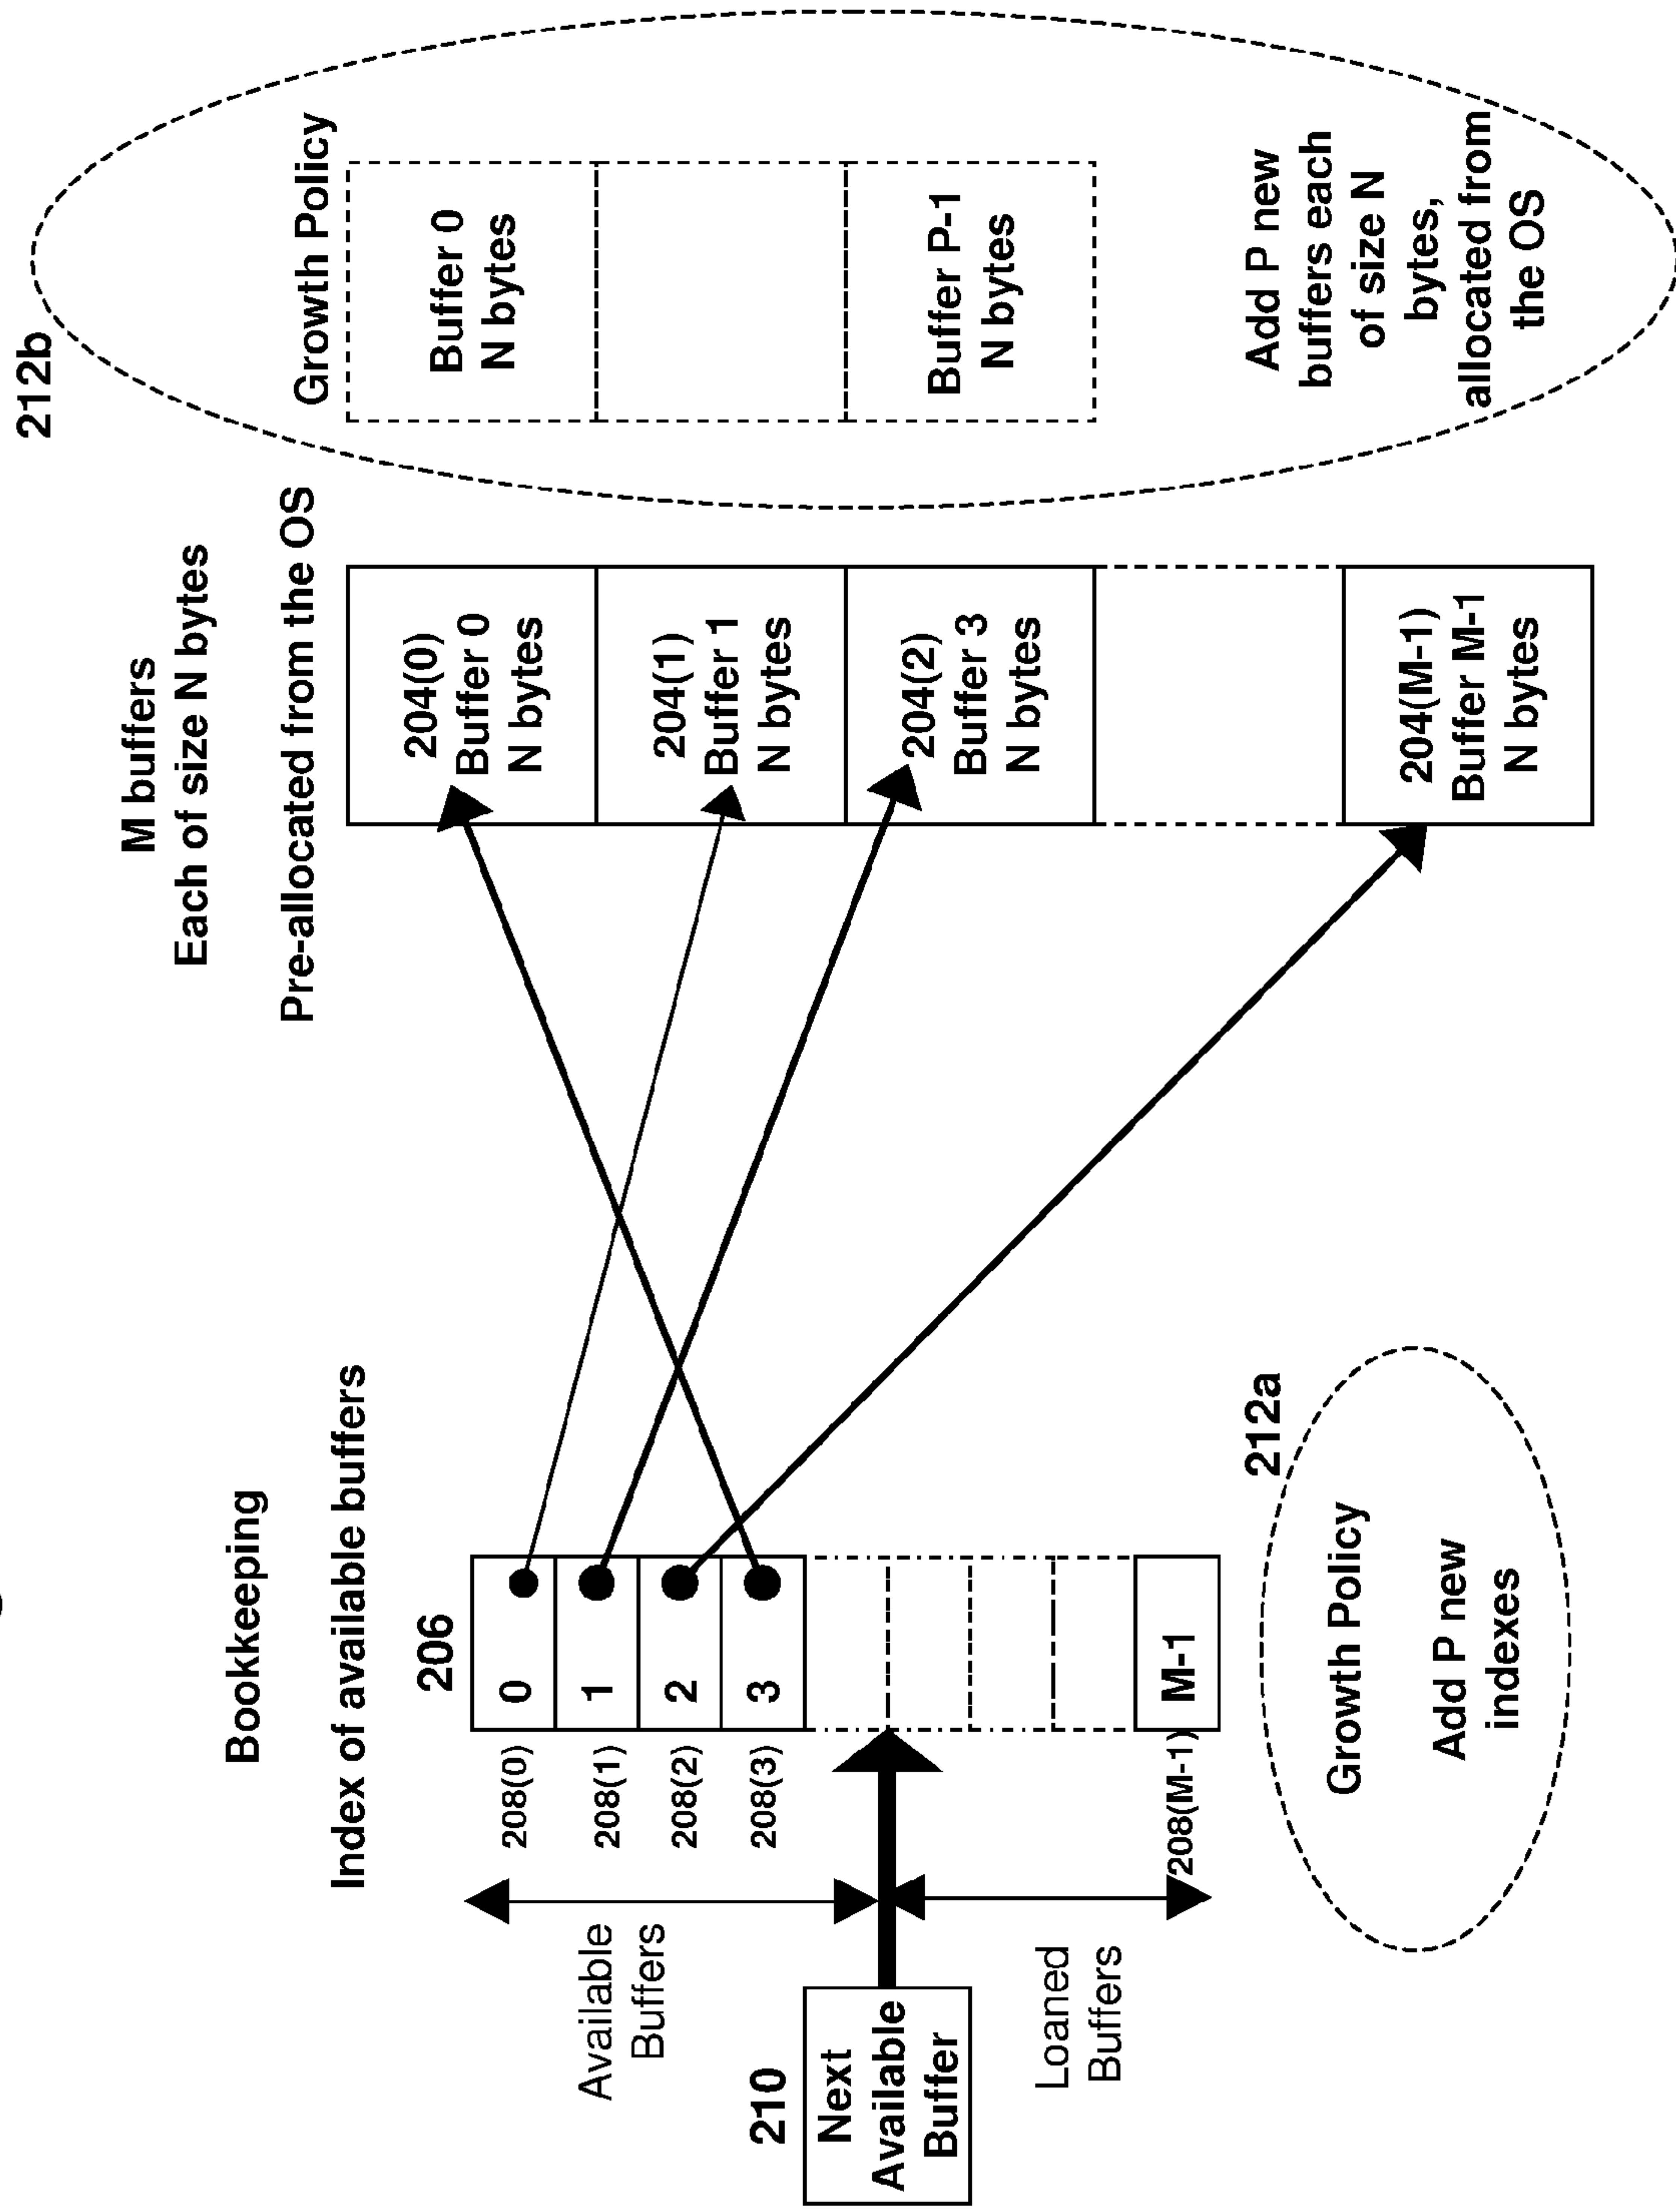 Bookkeeping
Index of available buffers
206
208(0)
0
208(1)
1
208(2)
2
208(3)
3
208(M-1)
M-1
Available
Buffers
210
Next
Available
Buffer
Loaned
Buffers
212a
Growth Policy
Add P new
indexes
M buffers
Each of size N bytes
Pre-allocated from the OS
204(0)
Buffer 0
N bytes
204(1)
Buffer 1
N bytes
204(2)
Buffer 3
N bytes
204(M-1)
Buffer M-1
N bytes
212b
Growth Policy
Buffer 0
N bytes
Buffer P-1
N bytes
Add P new
buffers each
of size N
bytes,
allocated from
the OS